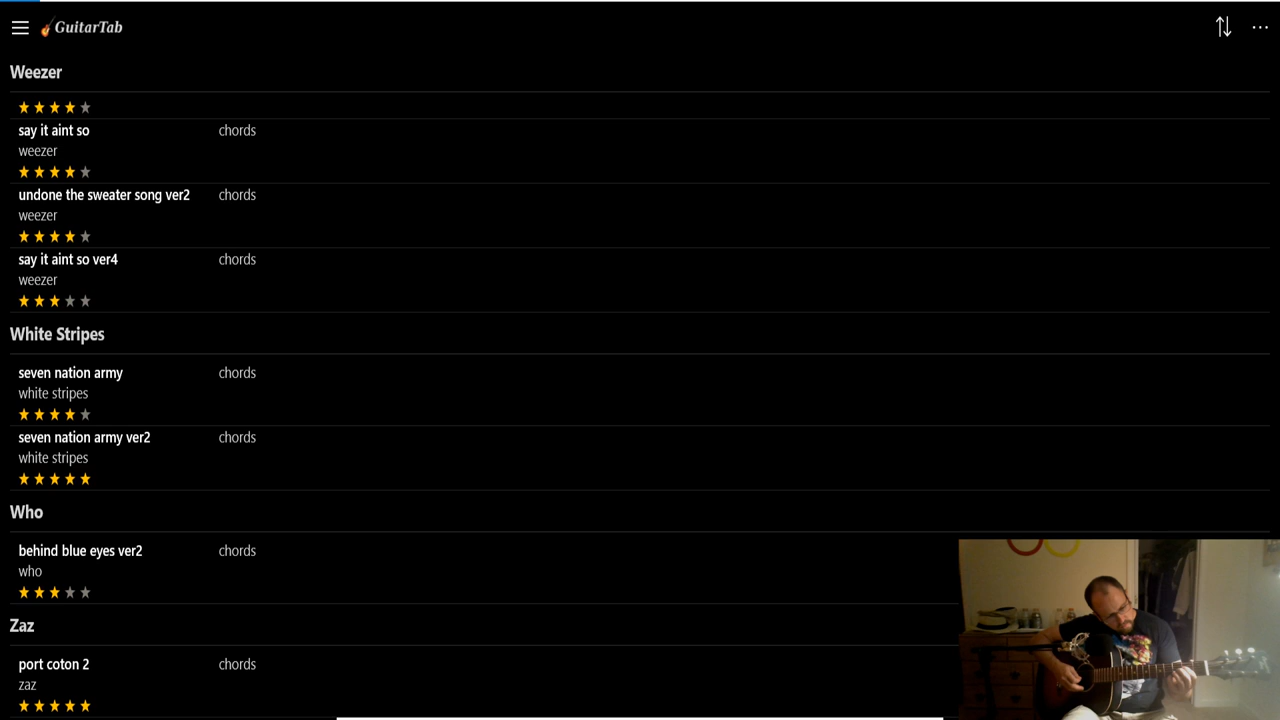 GuitarTab
Weezer
say it aint so chords
weezer
undone the sweater song ver2 chords
weezer
say it aint so ver4 chords
weezer
White Stripes
seven nation army chords
white stripes
seven nation army ver2 chords
white stripes
Who
behind blue eyes ver2 chords
who
Zaz
port coton 2 chords
zaz